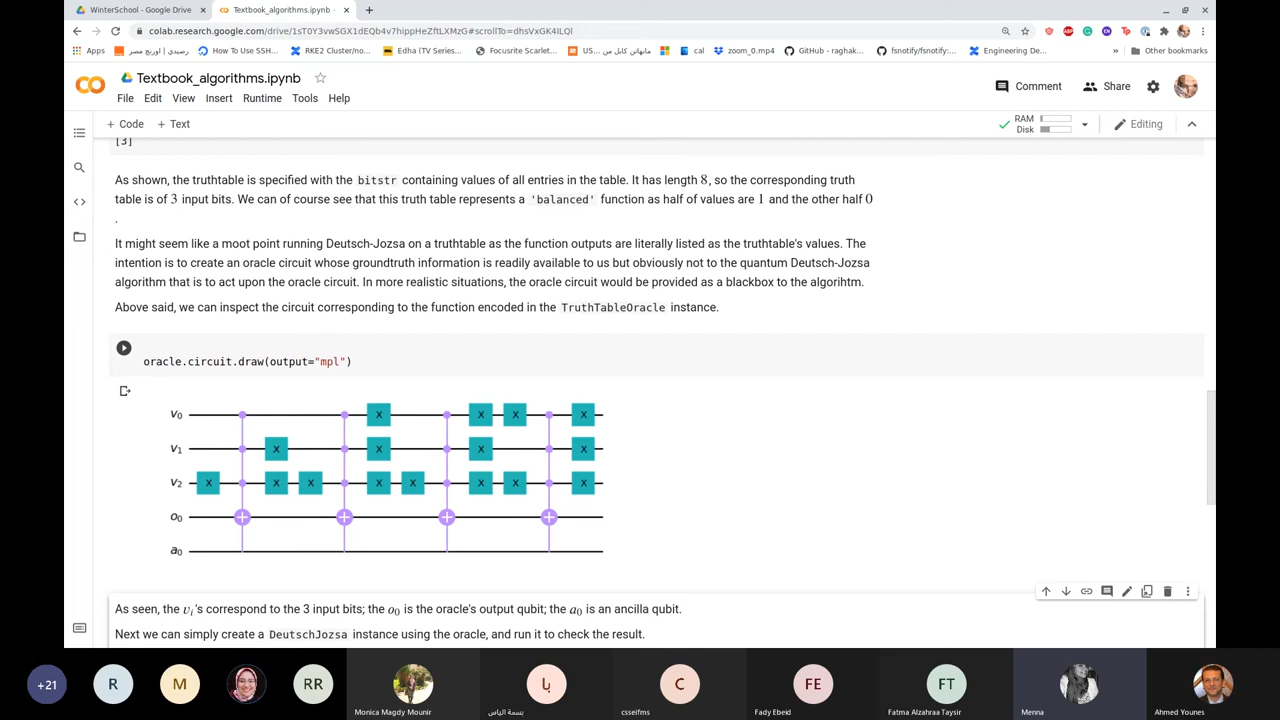 WinterSchool - Google Drive
Textbook_algorithms.ipynb -
colab.research.google.com/drive/1sT0Y3vwSGX1dEQb4v7hippHeZftLXMzG#scrollTo=dhsVxGK4ILQl
Apps
رصيدي | اورنچ مصر
How To Use SSH...
RKE2 Cluster/no...
Edha (TV Series...
Focusrite Scarlet...
US... مانهاتن كابل من
cal
zoom_0.mp4
GitHub - raghak...
fsnotify/fsnotify:...
Engineering De...
»
Other bookmarks
Textbook_algorithms.ipynb
Comment
Share
File Edit View Insert Runtime Tools Help
+ Code + Text
RAM
Disk
Editing
[3]
As shown, the truthtable is specified with the bitstr containing values of all entries in the table. It has length 8, so the corresponding truth
table is of 3 input bits. We can of course see that this truth table represents a 'balanced' function as half of values are 1 and the other half 0
.
It might seem like a moot point running Deutsch-Jozsa on a truthtable as the function outputs are literally listed as the truthtable's values. The
intention is to create an oracle circuit whose groundtruth information is readily available to us but obviously not to the quantum Deutsch-Jozsa
algorithm that is to act upon the oracle circuit. In more realistic situations, the oracle circuit would be provided as a blackbox to the algorihtm.
Above said, we can inspect the circuit corresponding to the function encoded in the TruthTableOracle instance.
oracle.circuit.draw(output="mpl")
v0 X X X X
v1 X X X X
v2 X X X X X X X X
o0 + + + +
a0
As seen, the vi's correspond to the 3 input bits; the o0 is the oracle's output qubit; the a0 is an ancilla qubit.
Next we can simply create a DeutschJozsa instance using the oracle, and run it to check the result.
+21
R
M
RR
Monica Magdy Mounir
با
بسمة الياس
C
csseifms
FE
Fady Ebeid
FT
Fatma Alzahraa Taysir
Menna
Ahmed Younes